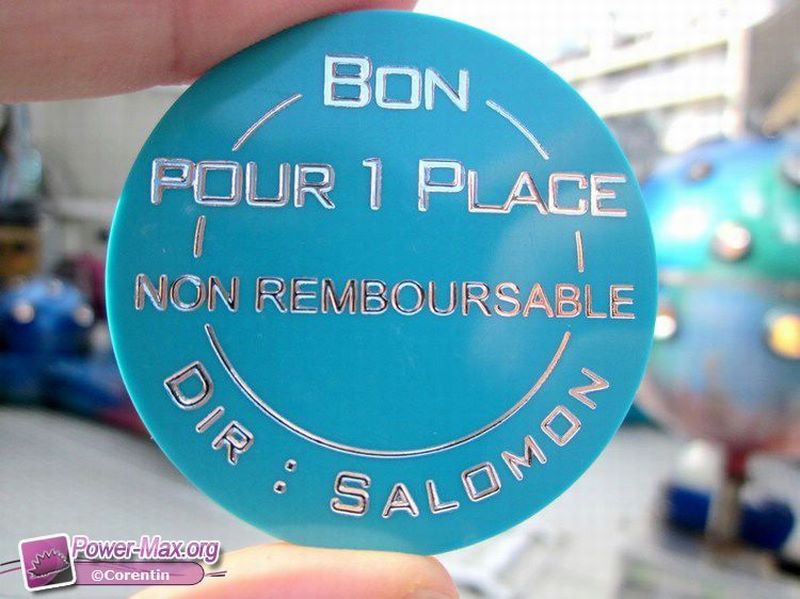 BON
POUR 1 PLACE
NON REMBOURSABLE
DIR : SALOMON
Power-Max.org
©Corentin